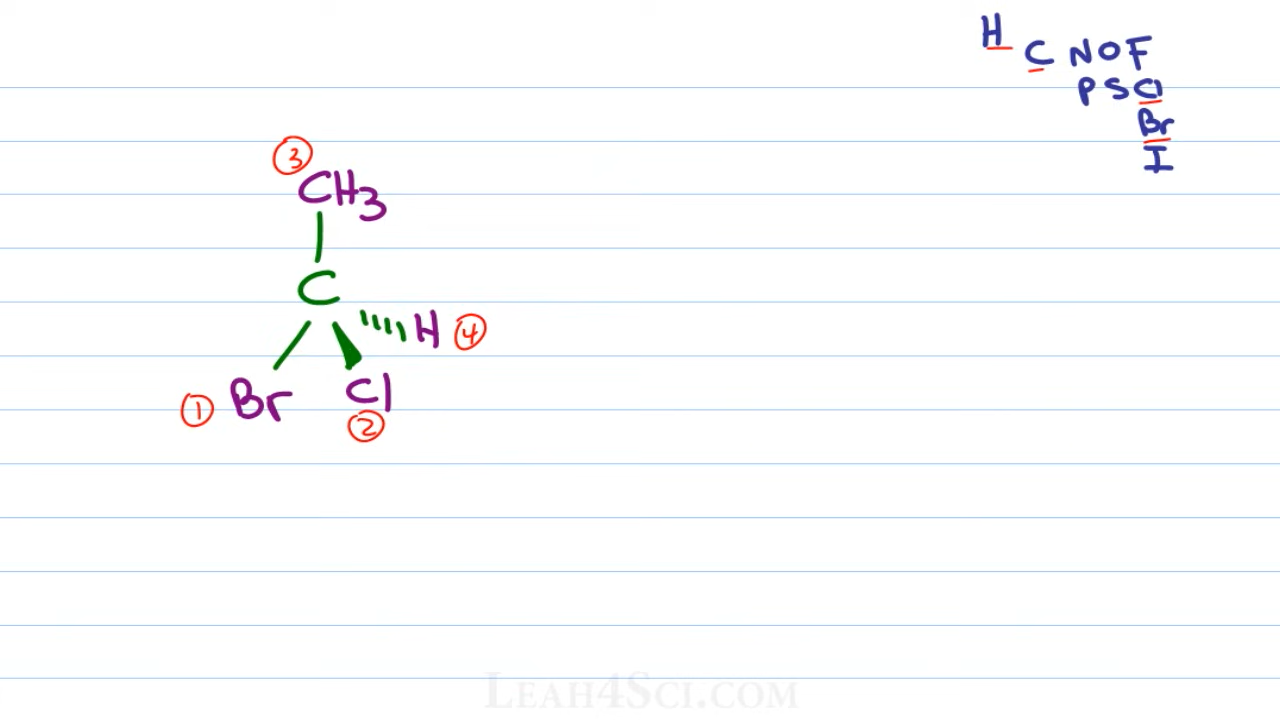 H
C N O F
P S Cl
Br
I
3
CH3
C
H 4
1 Br Cl
2
LEAH4SCI.COM